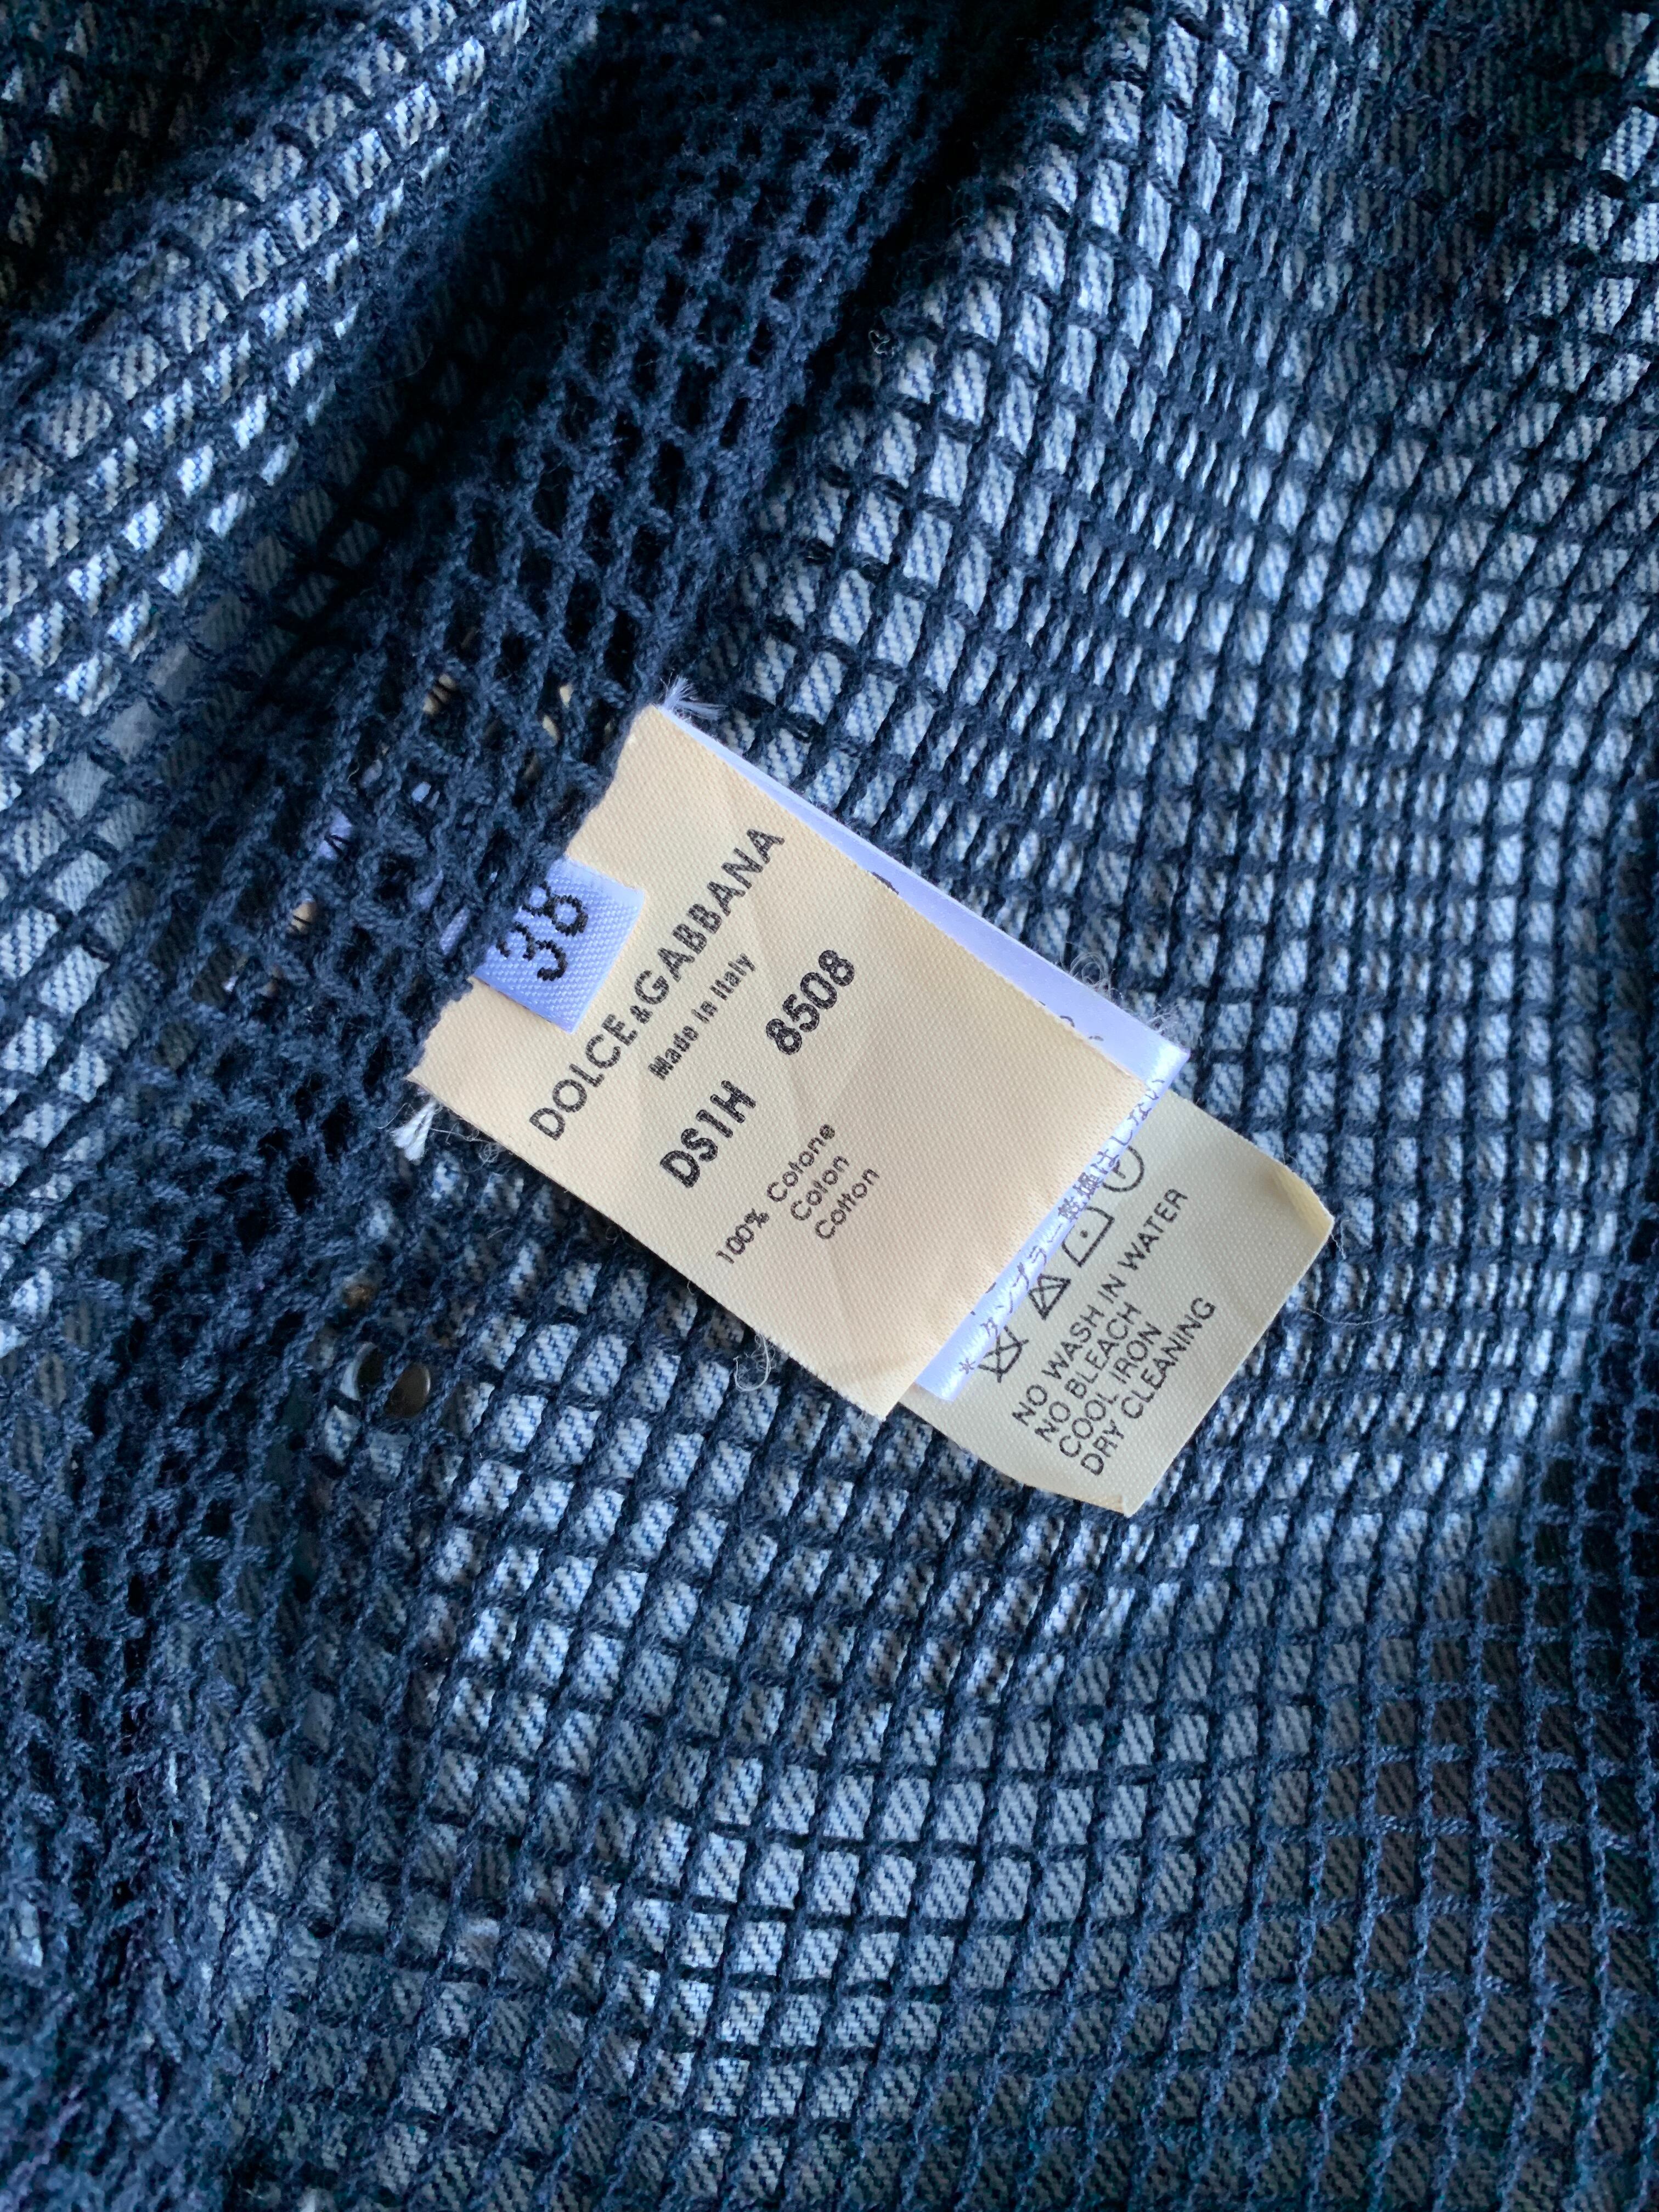 38
DOLCE&GABBANA
Made in Italy
DS1H 8508
100% Cotone
Coton
Cotton
NO WASH IN WATER
NO BLEACH
COOL IRON
DRY CLEANING